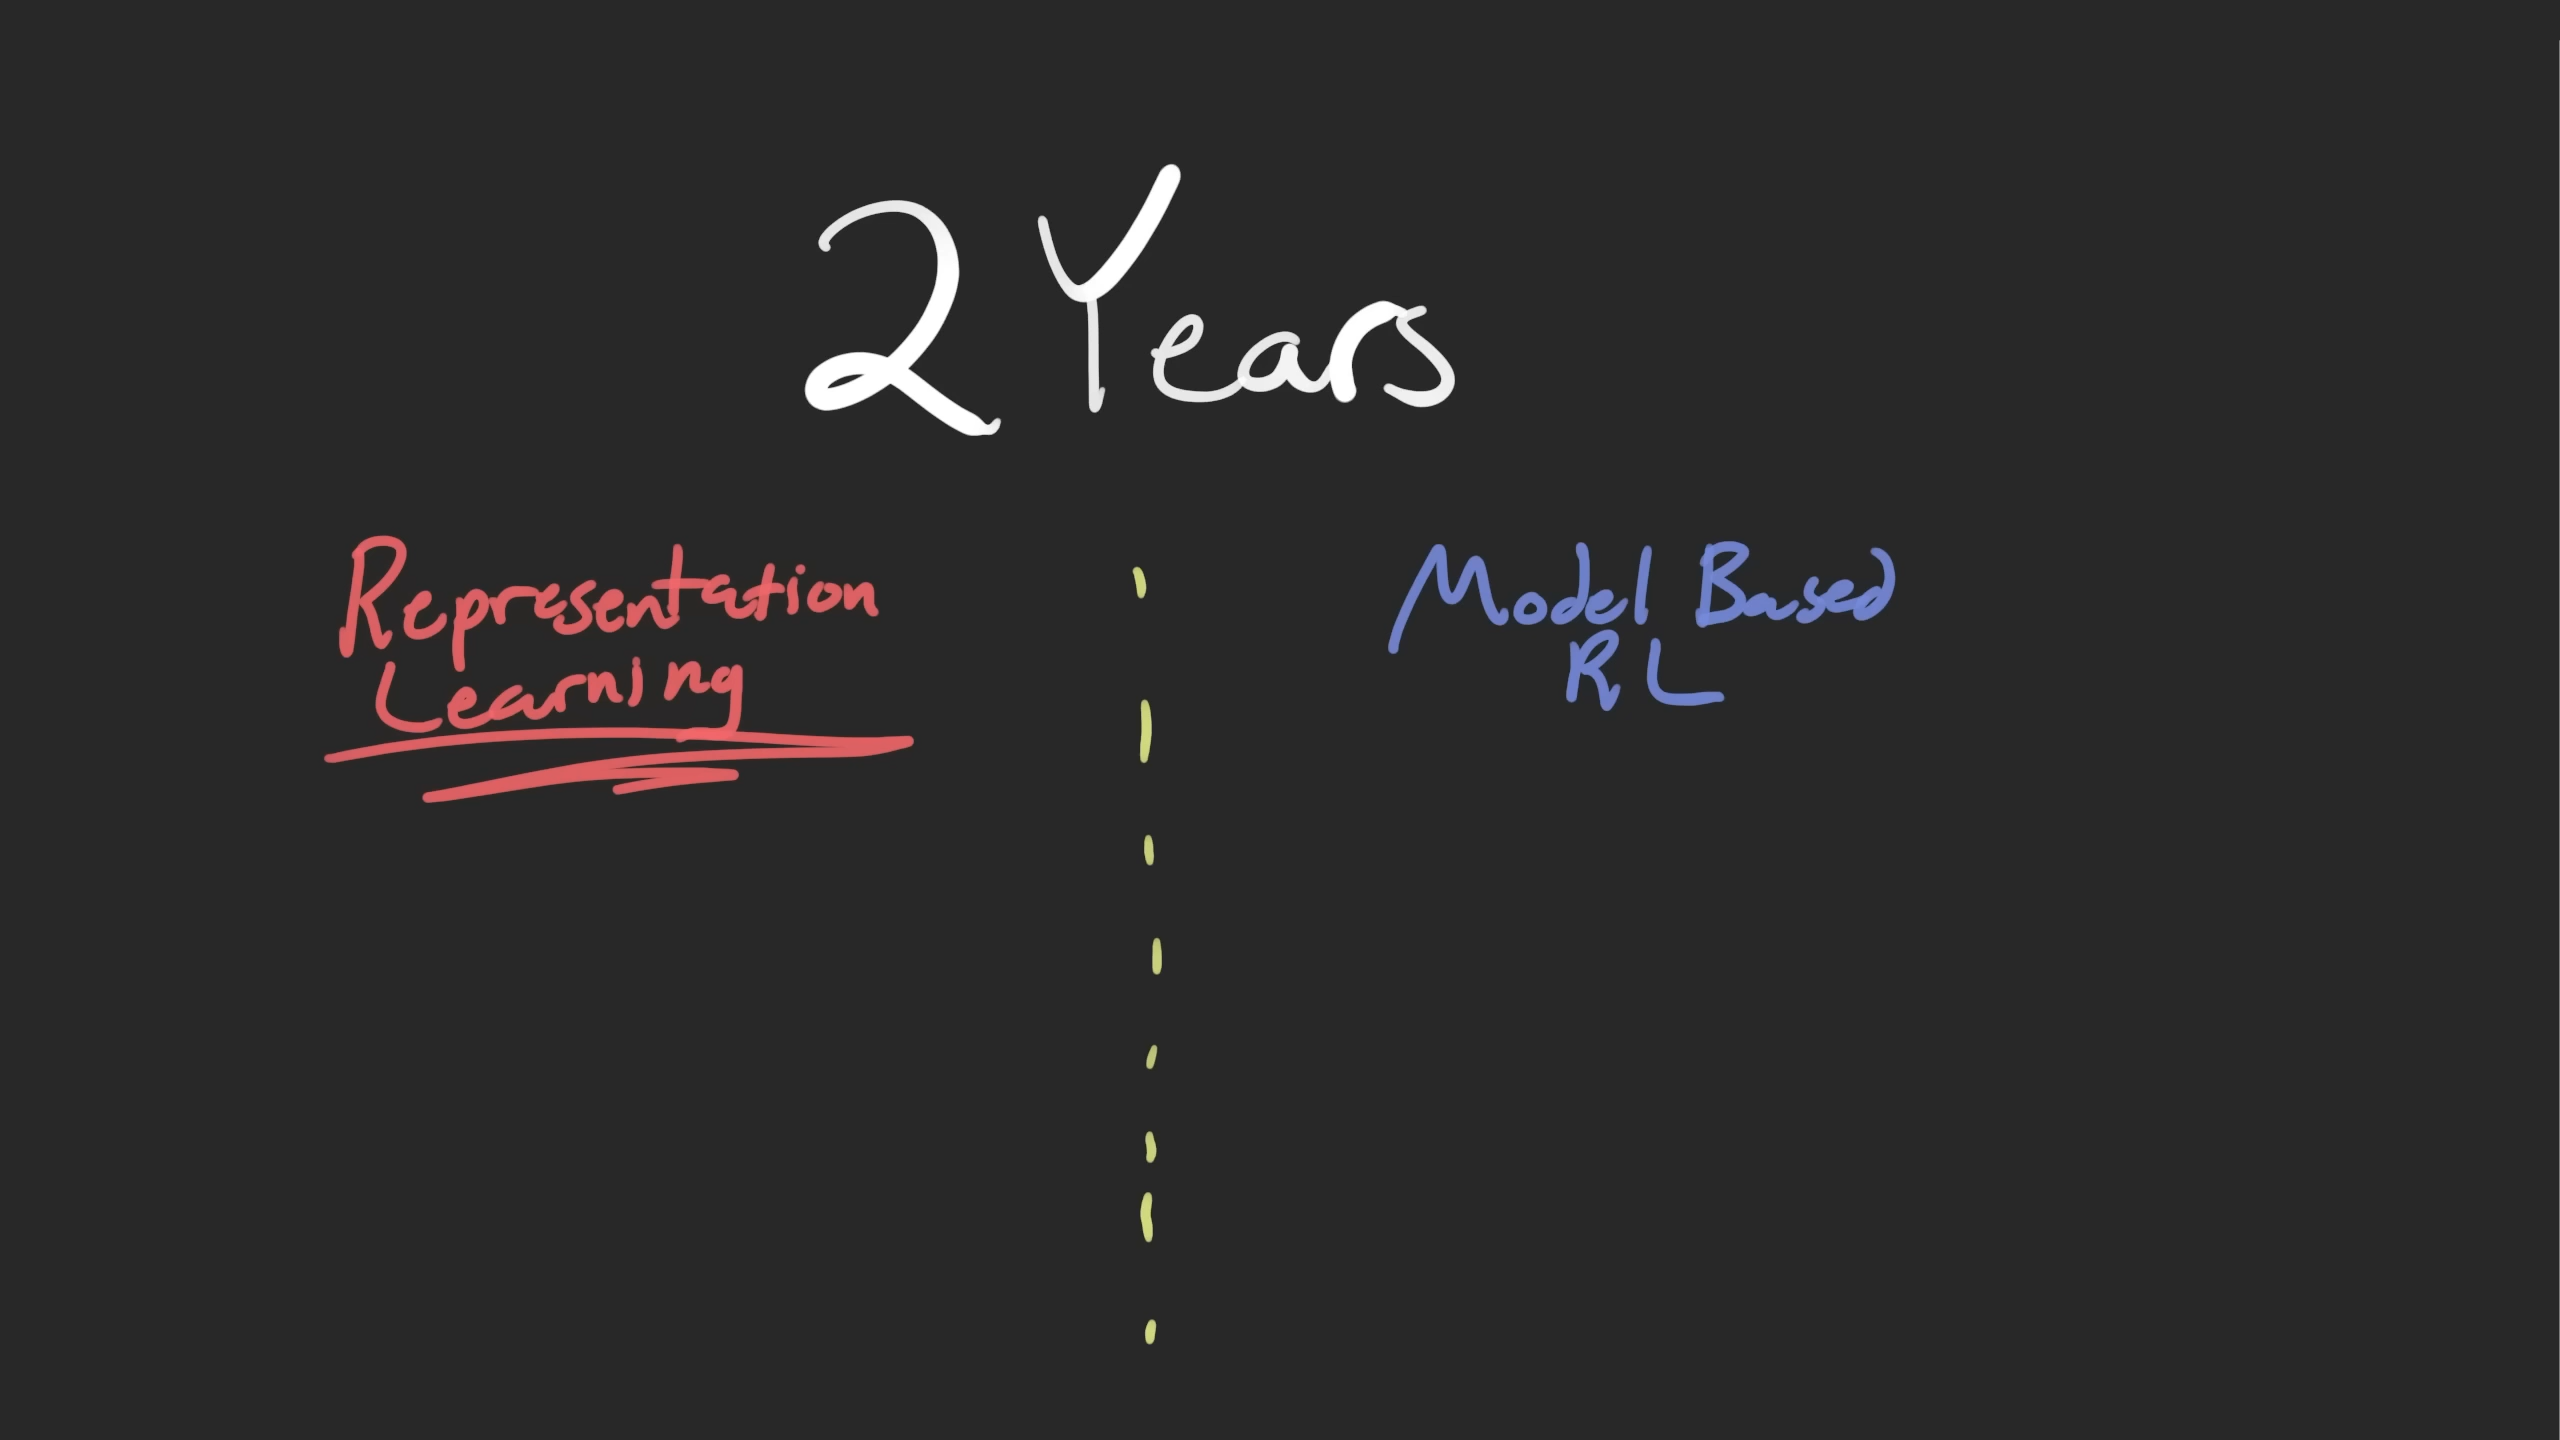 2 Years
Representation
Learning
Model Based
RL